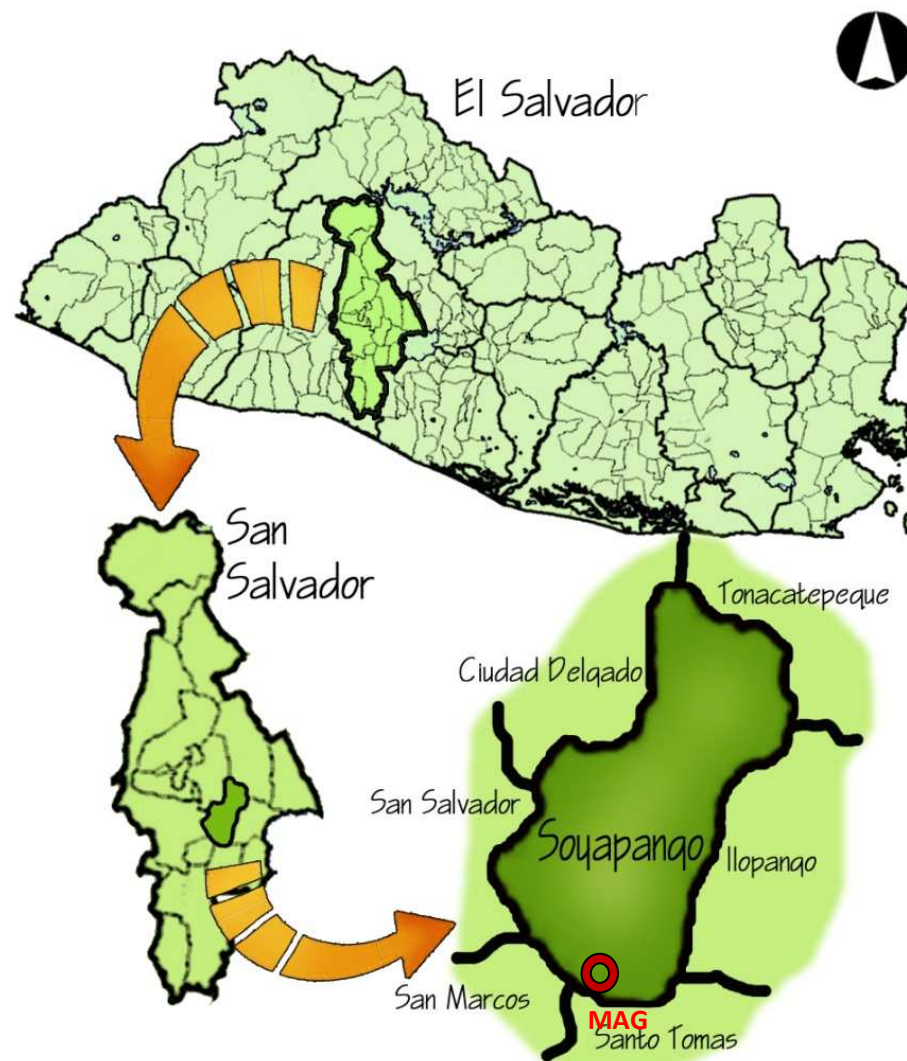 El Salvador
San
Salvador
Tonacatepeque
Ciudad Delgado
San Salvador
Soyapango
Ilopango
San Marcos
MAG
Santo Tomas